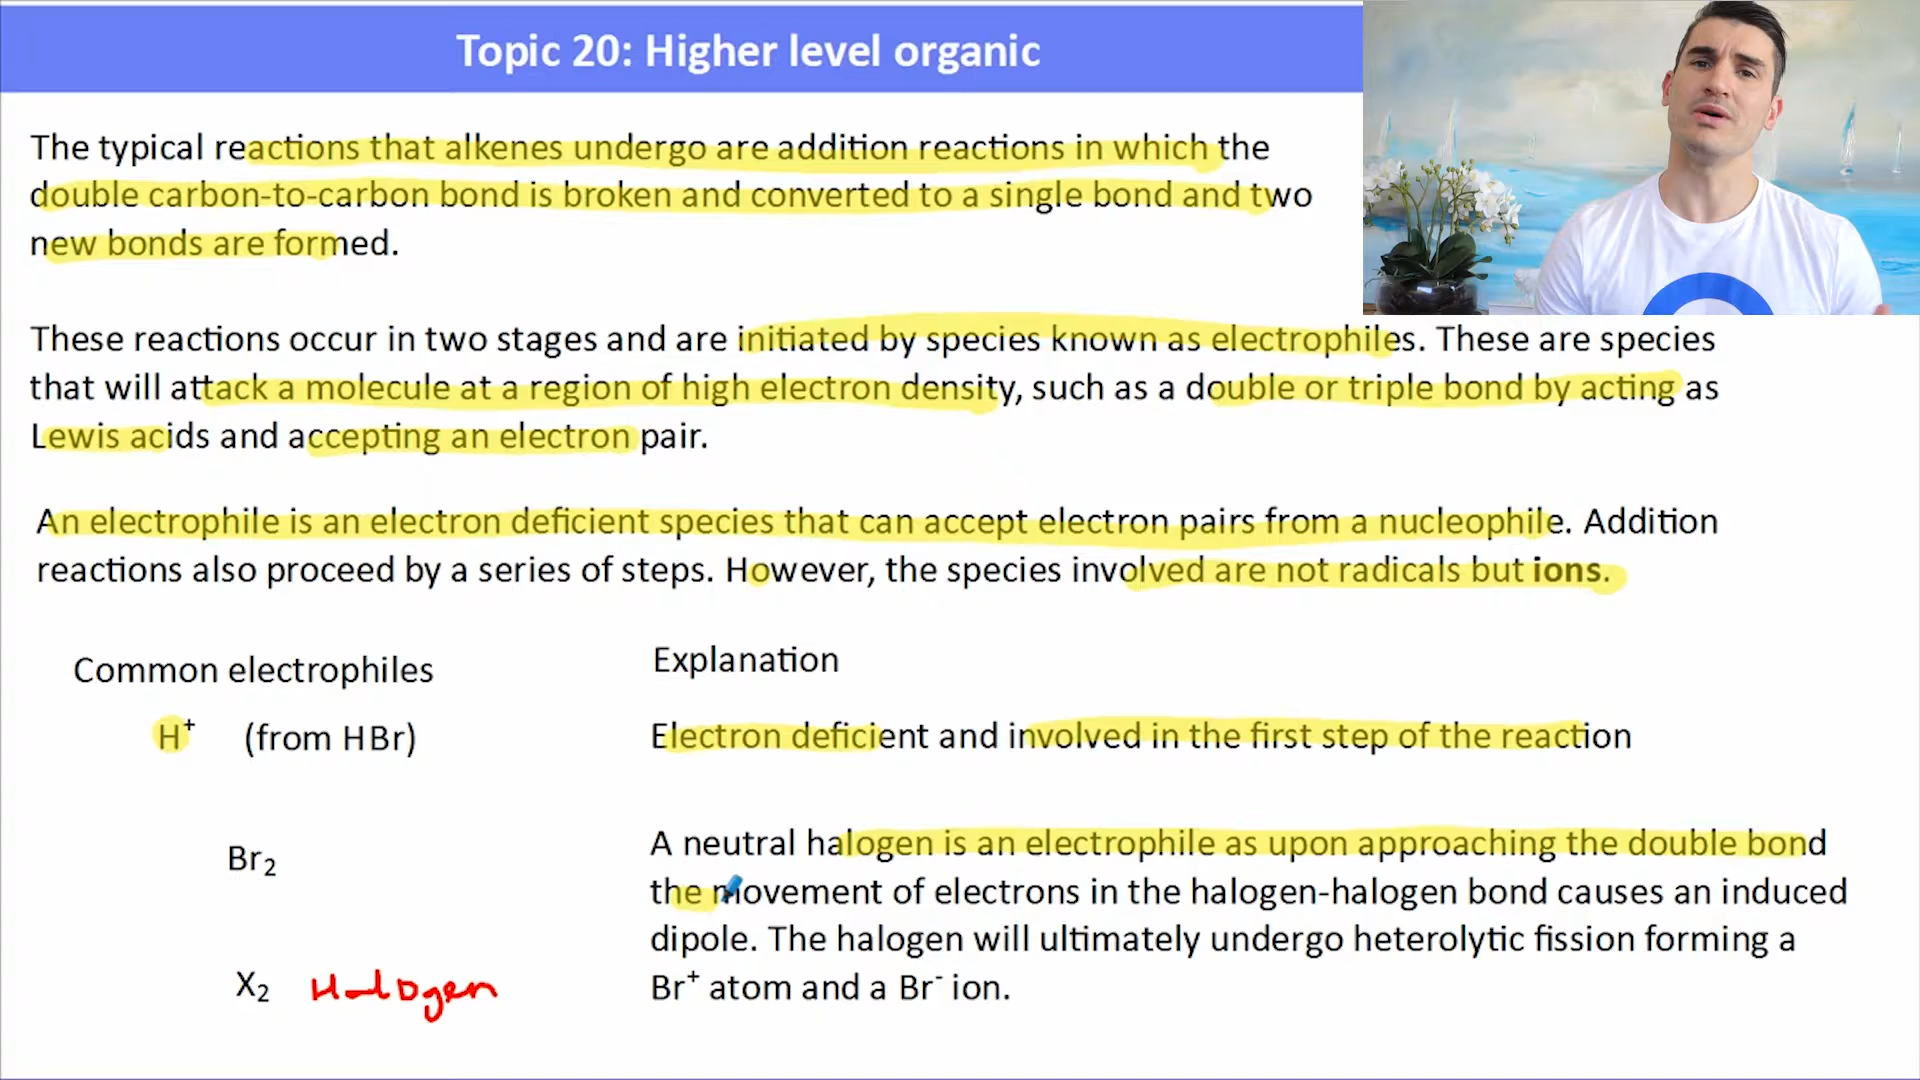 Topic 20: Higher level organic
The typical reactions that alkenes undergo are addition reactions in which the
double carbon-to-carbon bond is broken and converted to a single bond and two
new bonds are formed.
These reactions occur in two stages and are initiated by species known as electrophiles. These are species
that will attack a molecule at a region of high electron density, such as a double or triple bond by acting as
Lewis acids and accepting an electron pair.
An electrophile is an electron deficient species that can accept electron pairs from a nucleophile. Addition
reactions also proceed by a series of steps. However, the species involved are not radicals but ions.
Common electrophiles
Explanation
H⁺ (from HBr)
Electron deficient and involved in the first step of the reaction
Br₂
A neutral halogen is an electrophile as upon approaching the double bond
the movement of electrons in the halogen-halogen bond causes an induced
dipole. The halogen will ultimately undergo heterolytic fission forming a
Br⁺ atom and a Br⁻ ion.
X₂ Halogen